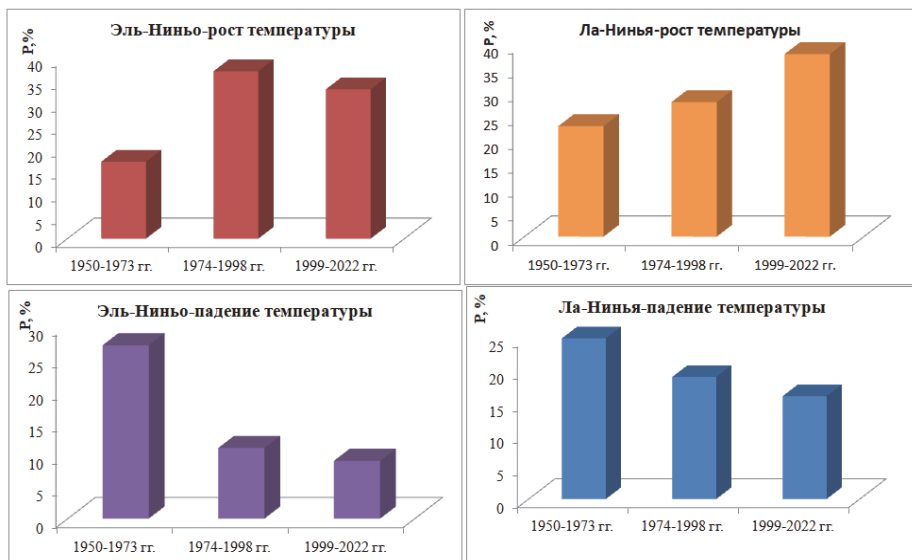 Эль-Ниньо-рост температуры
P, %
40
35
30
25
20
15
10
5
0
1950-1973 гг.
1974-1998 гг.
1999-2022 гг.
Ла-Нинья-рост температуры
P, %
40
35
30
25
20
15
10
5
0
1950-1973 гг.
1974-1998 гг.
1999-2022 гг.
Эль-Ниньо-падение температуры
P, %
30
25
20
15
10
5
0
1950-1973 гг.
1974-1998 гг.
1999-2022 гг.
Ла-Нинья-падение температуры
P, %
25
20
15
10
5
0
1950-1973 гг.
1974-1998 гг.
1999-2022 гг.